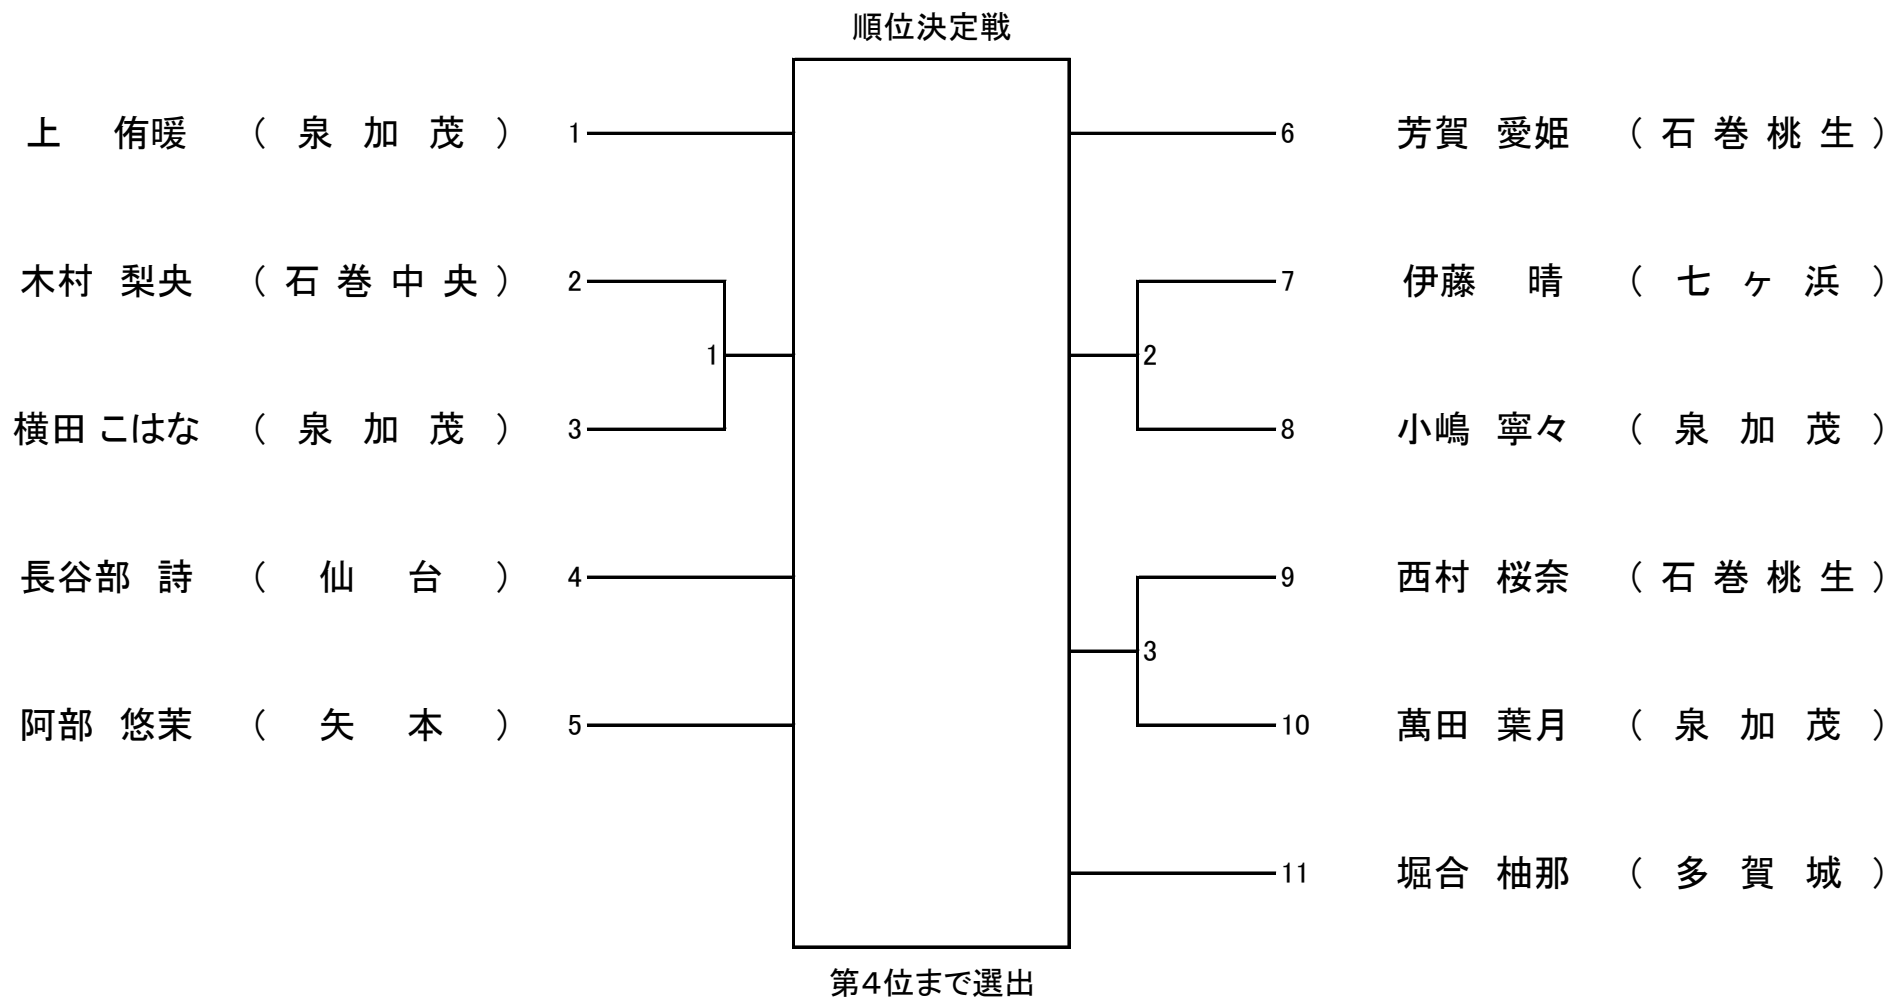 順位決定戦
上 侑暖 ( 泉 加 茂 ) 1
木村 梨央 ( 石 巻 中 央 ) 2
1
横田 こはな ( 泉 加 茂 ) 3
長谷部 詩 ( 仙 台 ) 4
阿部 悠茉 ( 矢 本 ) 5
6 芳賀 愛姫 ( 石 巻 桃 生 )
7 伊藤 晴 ( 七 ヶ 浜 )
2
8 小嶋 寧々 ( 泉 加 茂 )
9 西村 桜奈 ( 石 巻 桃 生 )
3
10 萬田 葉月 ( 泉 加 茂 )
11 堀合 柚那 ( 多 賀 城 )
第4位まで選出